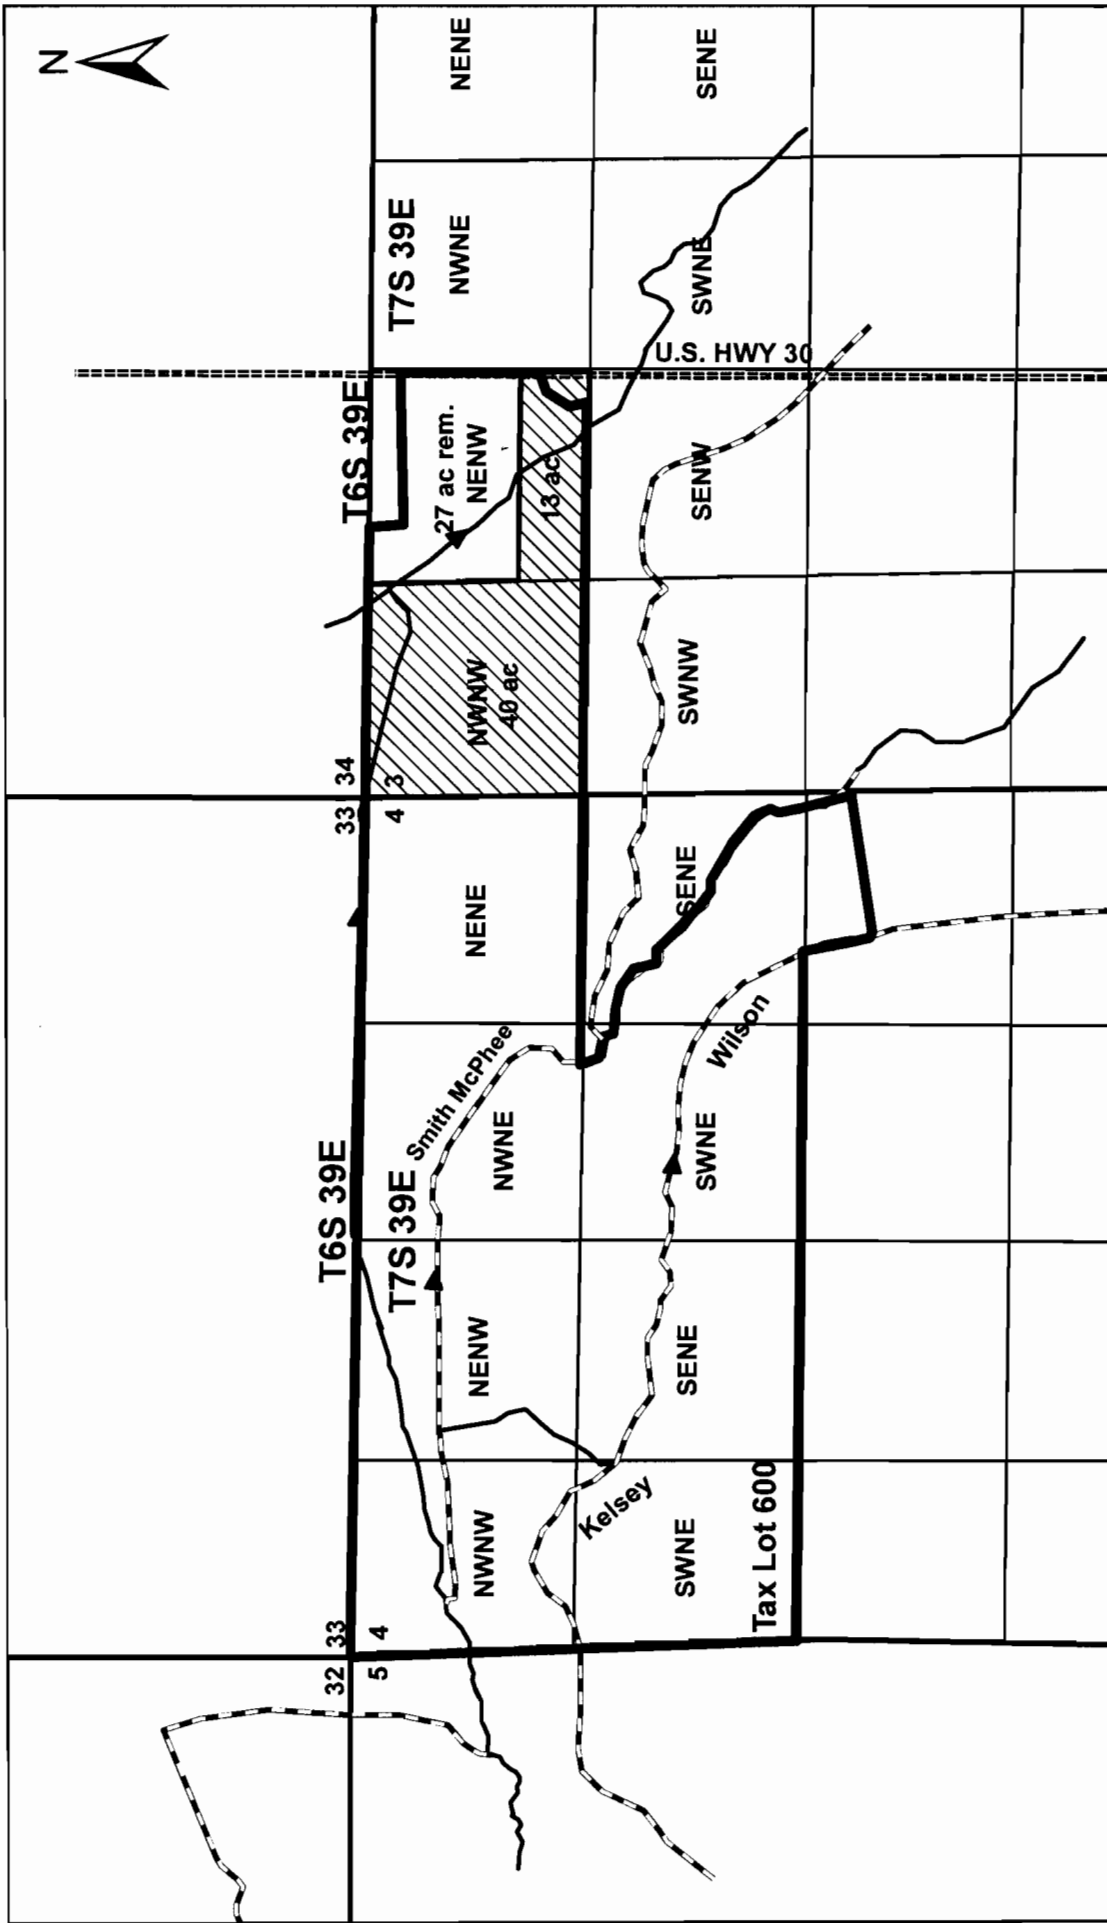 N
T6S 39E
T6S 39E
32
33
33
34
5
4
4
3
T7S 39E
T7S 39E
NWNW
NENW
NWNE
NENE
NWNW
40 ac
27 ac rem.
NENW
13 ac
NWNE
NENE
Smith McPhee
Kelsey
Wilson
SWNE
SENE
SWNE
SENE
SWNW
SENW
U.S. HWY 30
SWNE
SENE
Tax Lot 600